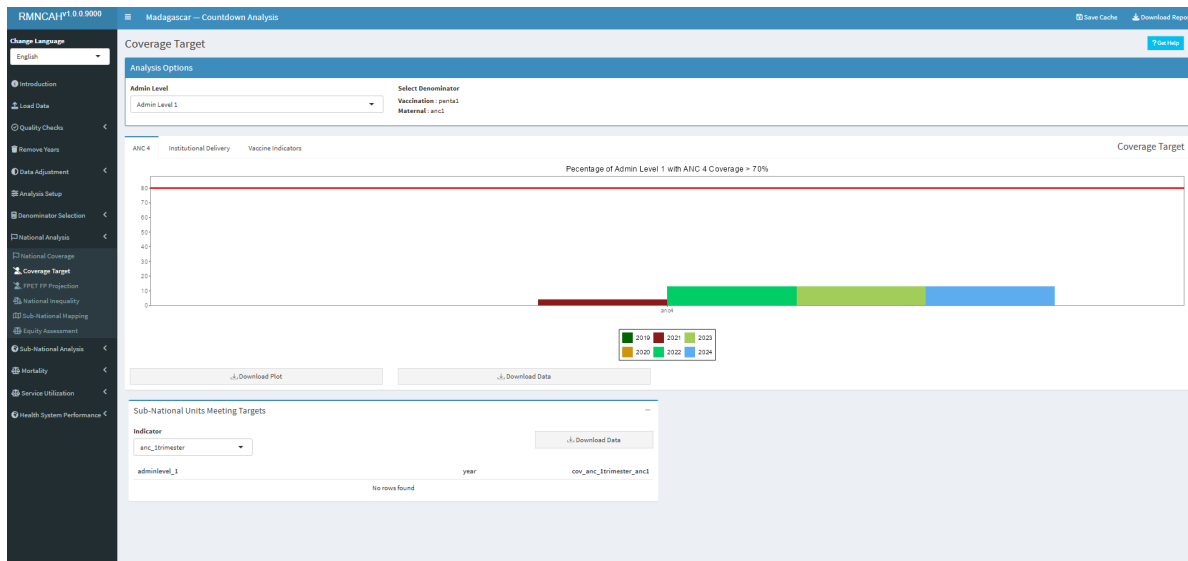 RMNCAH v1.0.0.9000
Madagascar — Countdown Analysis
Save Cache
Download Repor
Change Language
English
Introduction
Load Data
Quality Checks
Remove Years
Data Adjustment
Analysis Setup
Denominator Selection
National Analysis
National Coverage
Coverage Target
FPET FP Projection
National Inequality
Sub-National Mapping
Equity Assessment
Sub-National Analysis
Mortality
Service Utilization
Health System Performance
Coverage Target
? Get Help
Analysis Options
Admin Level
Admin Level 1
Select Denominator
Vaccination : penta1
Maternal : anc1
ANC 4 Institutional Delivery Vaccine Indicators
Coverage Target
Pecentage of Admin Level 1 with ANC 4 Coverage > 70%
80
70
60
50
40
30
20
10
0
anc4
2019 2021 2023
2020 2022 2024
Download Plot
Download Data
Sub-National Units Meeting Targets
Indicator
anc_1trimester
Download Data
adminlevel_1 year cov_anc_1trimester_anc1
No rows found